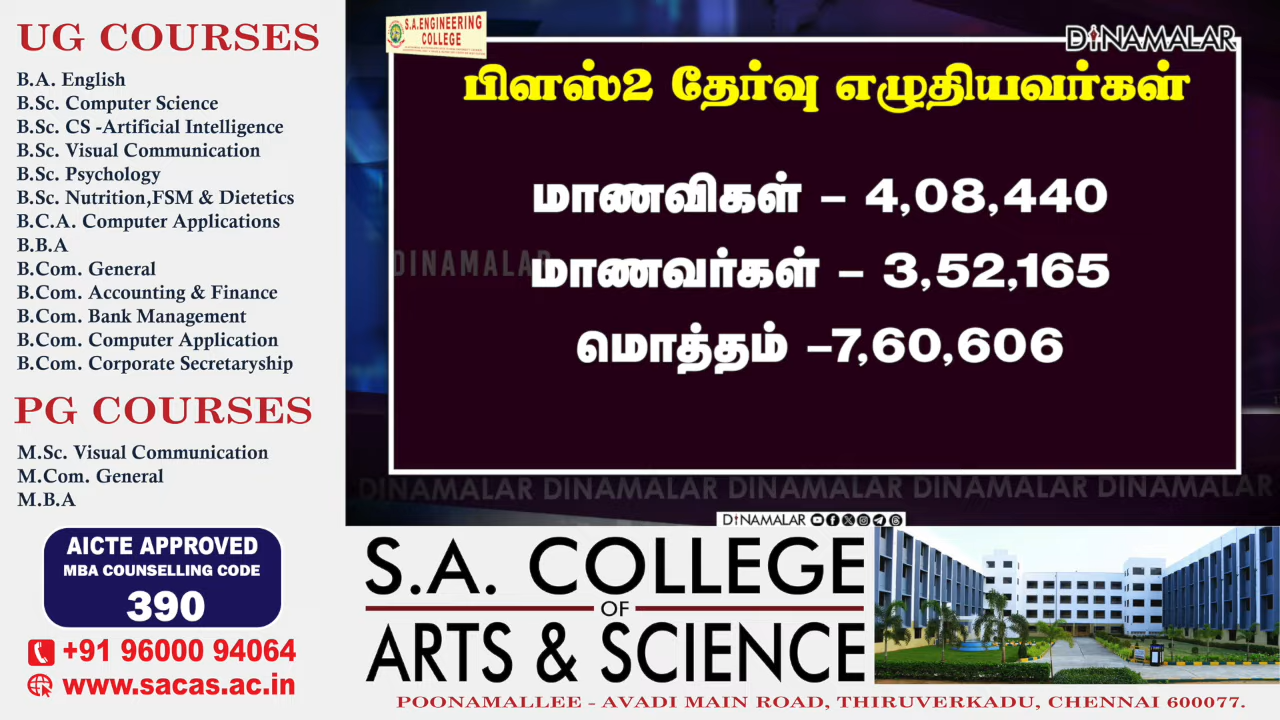 UG COURSES
B.A. English
B.Sc. Computer Science
B.Sc. CS -Artificial Intelligence
B.Sc. Visual Communication
B.Sc. Psychology
B.Sc. Nutrition,FSM & Dietetics
B.C.A. Computer Applications
B.B.A
B.Com. General
B.Com. Accounting & Finance
B.Com. Bank Management
B.Com. Computer Application
B.Com. Corporate Secretaryship
PG COURSES
M.Sc. Visual Communication
M.Com. General
M.B.A
AICTE APPROVED
MBA COUNSELLING CODE
390
+91 96000 94064
www.sacas.ac.in
S.A.ENGINEERING
COLLEGE
DINAMALAR
பிளஸ்2 தேர்வு எழுதியவர்கள்
மாணவிகள் – 4,08,440
DINAMALAR
மாணவர்கள் – 3,52,165
மொத்தம் –7,60,606
DINAMALAR DINAMALAR DINAMALAR DINAMALAR DINAMALAR
DINAMALAR
S.A. COLLEGE
OF
ARTS & SCIENCE
POONAMALLEE - AVADI MAIN ROAD, THIRUVERKADU, CHENNAI 600077.